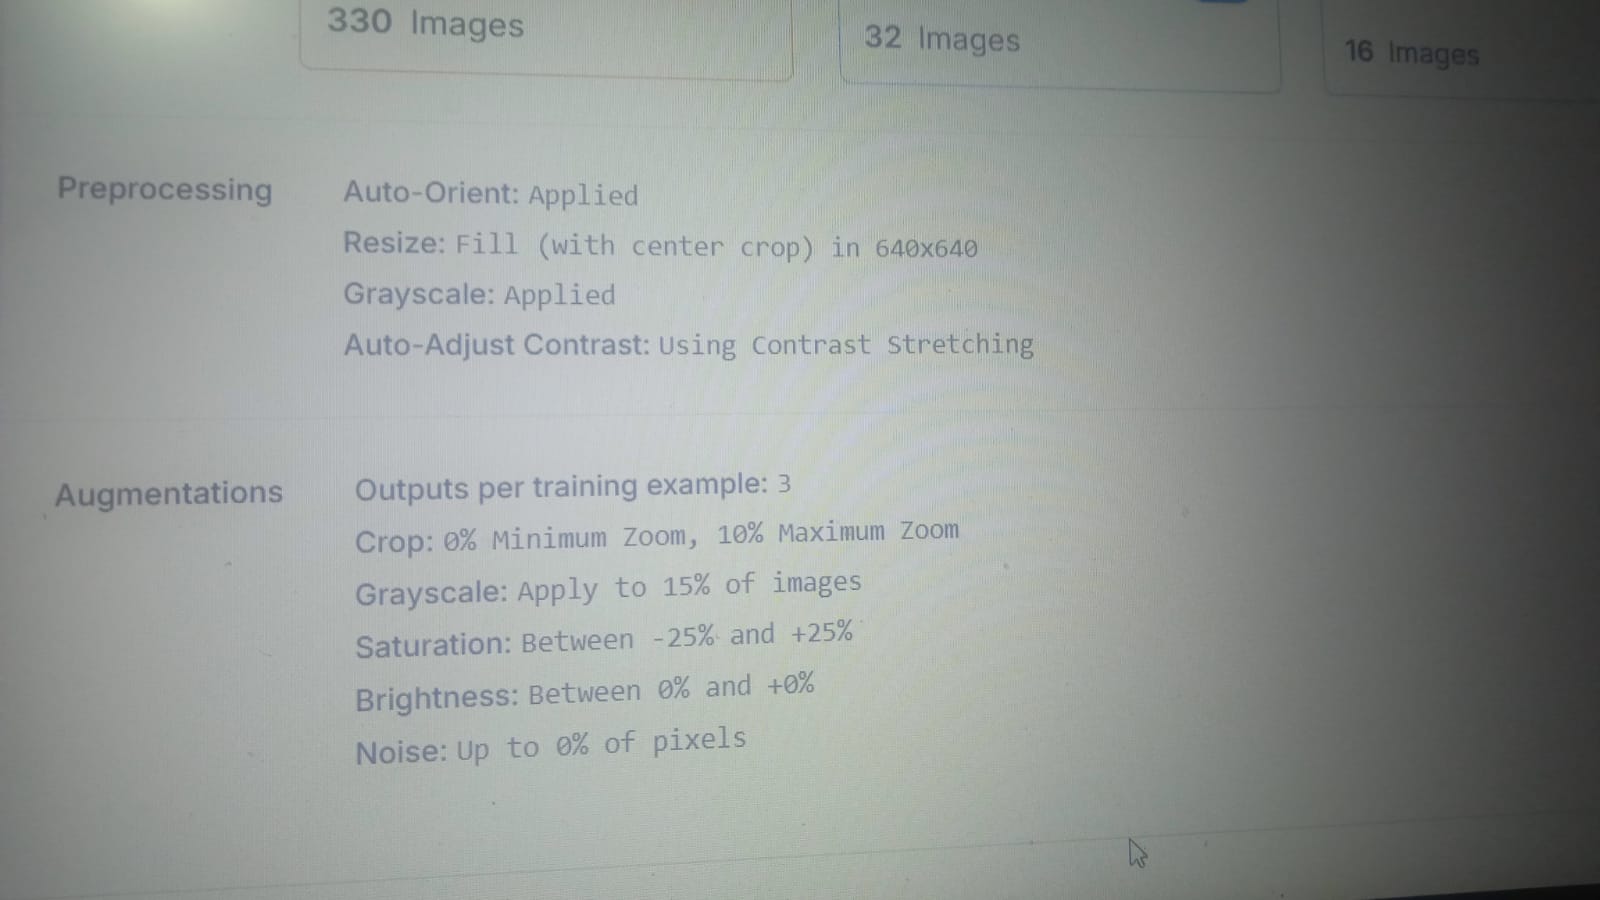 330 Images
32 Images
16 Images
Preprocessing
Auto-Orient: Applied
Resize: Fill (with center crop) in 640x640
Grayscale: Applied
Auto-Adjust Contrast: Using Contrast Stretching
Augmentations
Outputs per training example: 3
Crop: 0% Minimum Zoom, 10% Maximum Zoom
Grayscale: Apply to 15% of images
Saturation: Between -25% and +25%
Brightness: Between 0% and +0%
Noise: Up to 0% of pixels